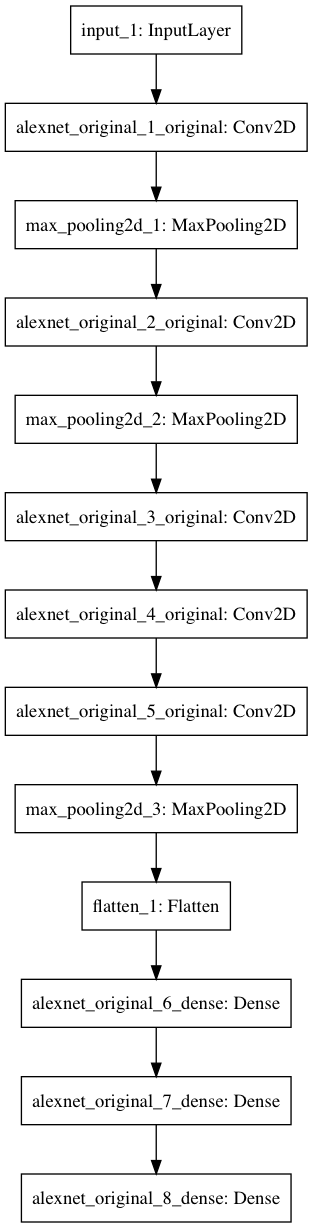 input_1: InputLayer
alexnet_original_1_original: Conv2D
max_pooling2d_1: MaxPooling2D
alexnet_original_2_original: Conv2D
max_pooling2d_2: MaxPooling2D
alexnet_original_3_original: Conv2D
alexnet_original_4_original: Conv2D
alexnet_original_5_original: Conv2D
max_pooling2d_3: MaxPooling2D
flatten_1: Flatten
alexnet_original_6_dense: Dense
alexnet_original_7_dense: Dense
alexnet_original_8_dense: Dense